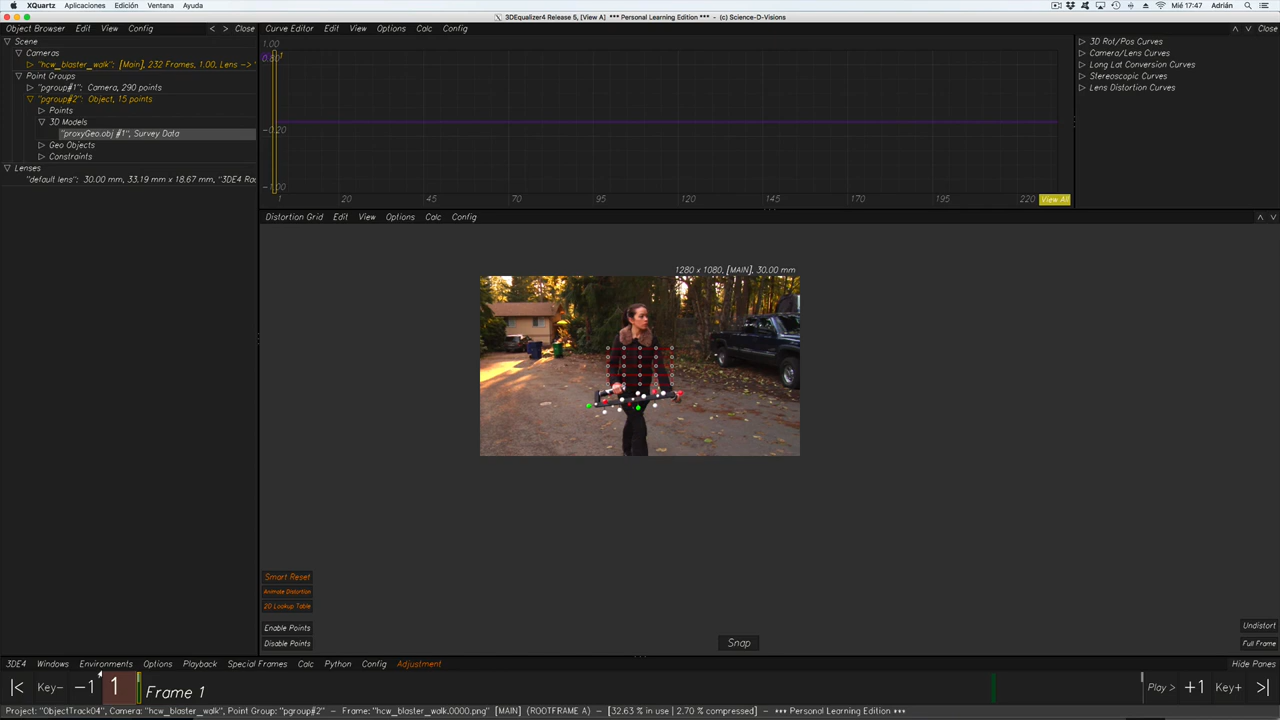 XQuartz Aplicaciones Edición Ventana Ayuda Mié 17:47 Adrián
3DEqualizer4 Release 5, [View A] *** Personal Learning Edition *** - (c) Science-D-Visions
Object Browser Edit View Config < > Close
Scene
Cameras
"hcw_blaster_walk": [Main], 232 Frames, 1.00, Lens ->
Point Groups
"pgroup#1": Camera, 290 points
"pgroup#2": Object, 15 points
Points
3D Models
"proxyGeo.obj #1", Survey Data
Geo Objects
Constraints
Lenses
"default lens": 30.00 mm, 33.19 mm x 18.67 mm, "3DE4 Ra
Curve Editor Edit View Options Calc Config Close
1.00
-0.20
-1.00
1 20 45 70 95 120 145 170 195 220 View All
3D Rot/Pos Curves
Camera/Lens Curves
Long Lat Conversion Curves
Stereoscopic Curves
Lens Distortion Curves
Distortion Grid Edit View Options Calc Config
[MAIN], 30.00 mm
Smart Reset
Animate Distortion
2D Lookup Table
Enable Points
Disable Points
Snap
Undistort
Full Frame
3DE4 Windows Environments Options Playback Special Frames Calc Python Config Adjustment Hide Panes
|< Key- -1 1 Frame 1 Play > +1 Key+ >|
Project: "ObjectTrack04", Camera: "hcw_blaster_walk", Point Group: "pgroup#2" - Frame: "hcw_blaster_walk.0000.png" [MAIN] (ROOTFRAME A) - [32.63 % in use | 2.70 % compressed] - *** Personal Learning Edition ***